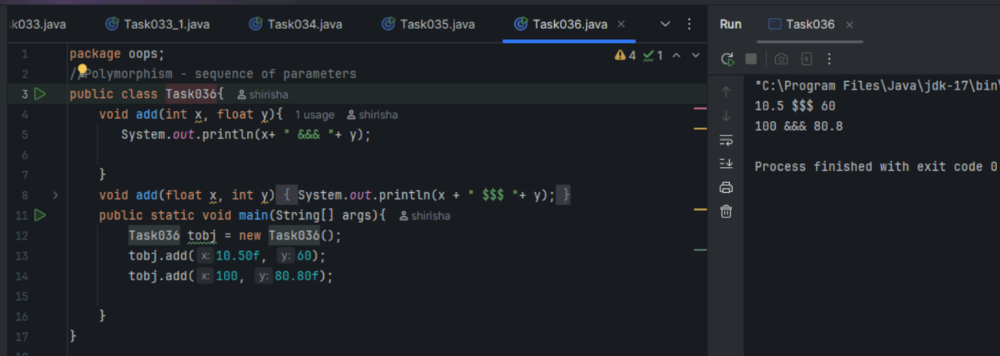 k033.java Task033_1.java Task034.java Task035.java Task036.java
1 package oops;
2 //Polymorphism - sequence of parameters
3 public class Task036{ shirisha
4 void add(int x, float y){ 1 usage shirisha
5 System.out.println(x+ " &&& "+ y);
6
7 }
8 void add(float x, int y) { System.out.println(x + " $$$ "+ y); }
11 public static void main(String[] args){ shirisha
12 Task036 tobj = new Task036();
13 tobj.add( x: 10.50f, y: 60);
14 tobj.add( x: 100, y: 80.80f);
15
16 }
17 }
4 1
Run Task036
"C:\Program Files\Java\jdk-17\bin\
10.5 $$$ 60
100 &&& 80.8
Process finished with exit code 0